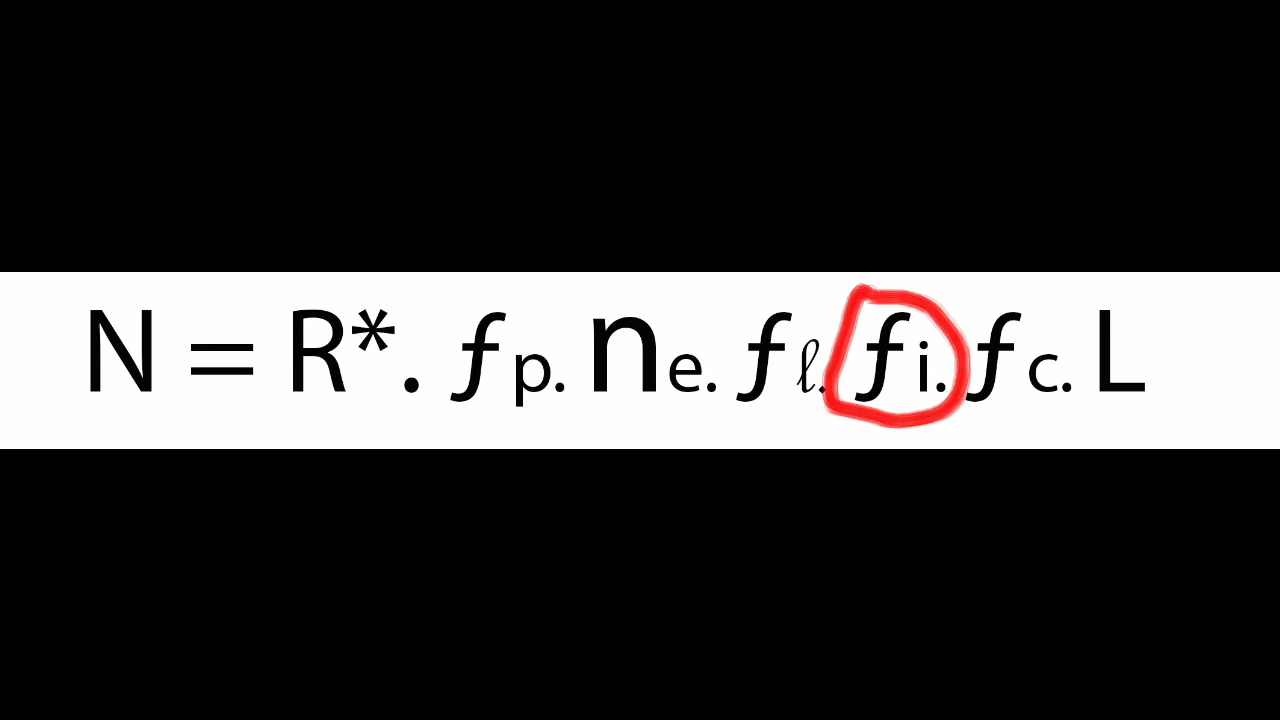 N = R*. ƒp. ne. ƒℓ. ƒi. ƒc. L